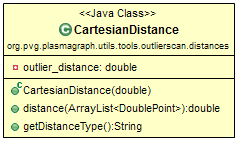 <<Java Class>>
CartesianDistance
org.pvg.plasmagraph.utils.tools.outlierscan.distances
outlier_distance: double
CartesianDistance(double)
distance(ArrayList<DoublePoint>):double
getDistanceType():String